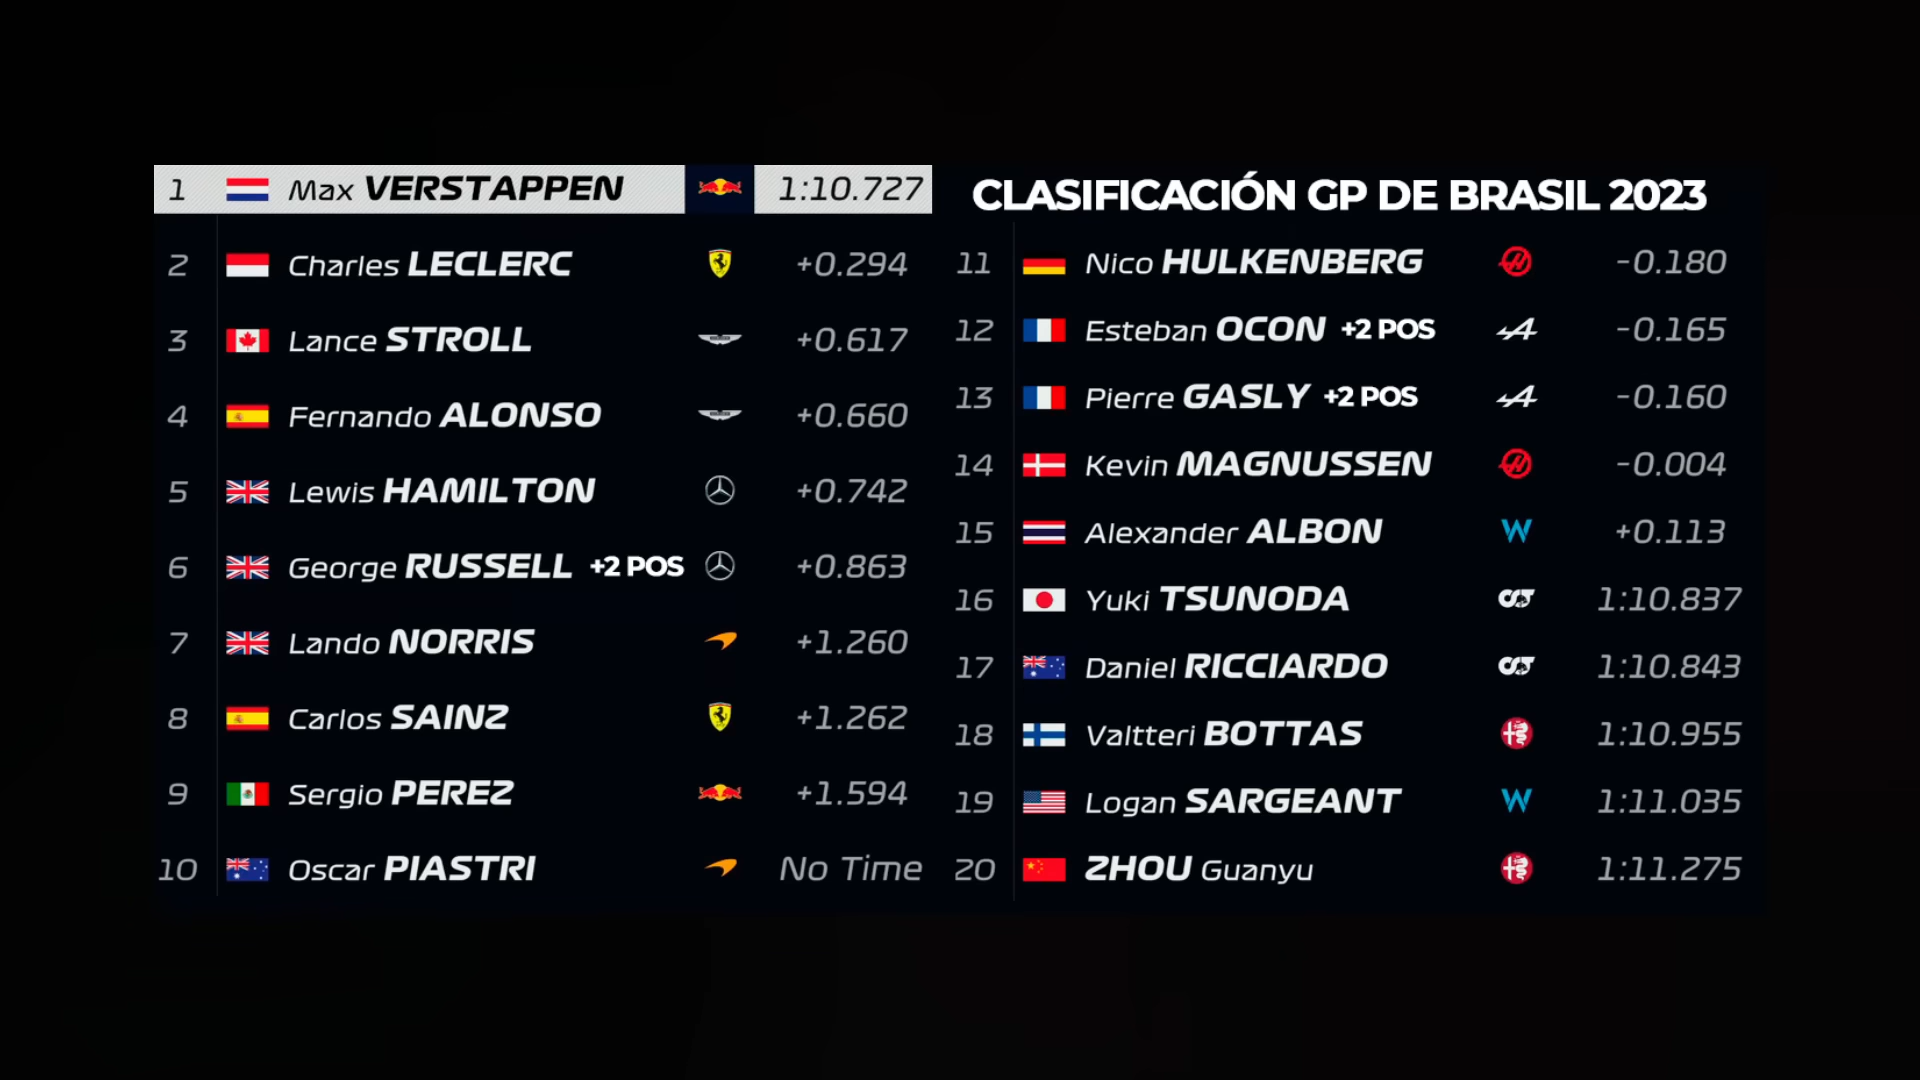 1 Max VERSTAPPEN 1:10.727
2 Charles LECLERC +0.294
3 Lance STROLL +0.617
4 Fernando ALONSO +0.660
5 Lewis HAMILTON +0.742
6 George RUSSELL +2 POS +0.863
7 Lando NORRIS +1.260
8 Carlos SAINZ +1.262
9 Sergio PEREZ +1.594
10 Oscar PIASTRI No Time
CLASIFICACIÓN GP DE BRASIL 2023
11 Nico HULKENBERG -0.180
12 Esteban OCON +2 POS -0.165
13 Pierre GASLY +2 POS -0.160
14 Kevin MAGNUSSEN -0.004
15 Alexander ALBON +0.113
16 Yuki TSUNODA 1:10.837
17 Daniel RICCIARDO 1:10.843
18 Valtteri BOTTAS 1:10.955
19 Logan SARGEANT 1:11.035
20 ZHOU Guanyu 1:11.275